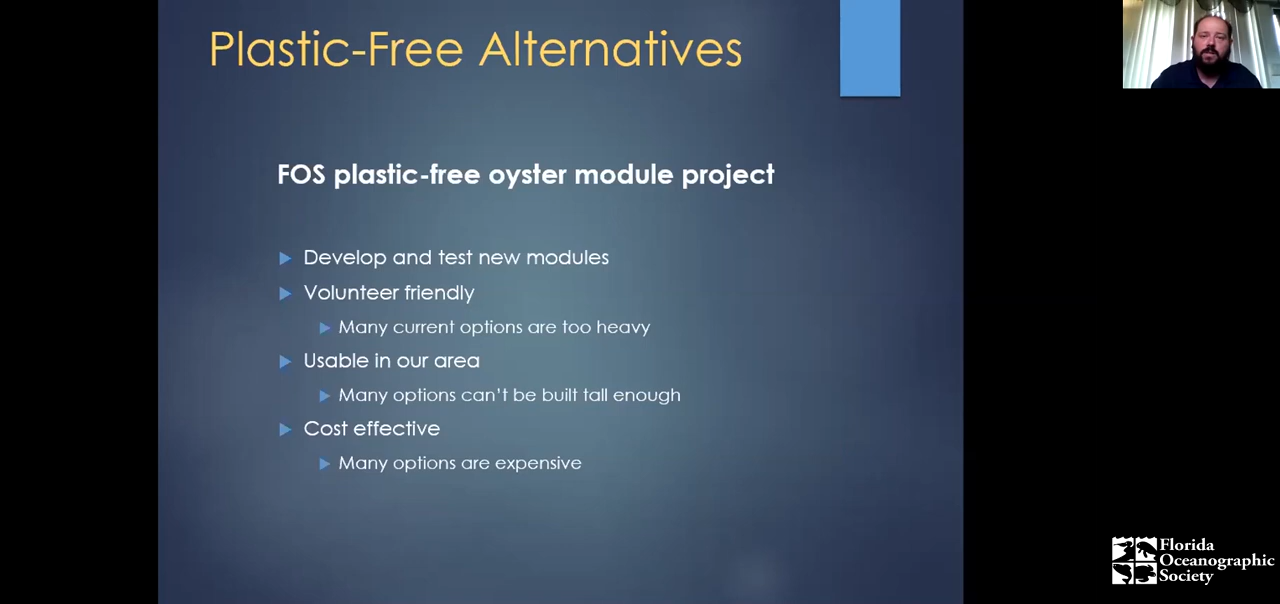 Plastic-Free Alternatives
FOS plastic-free oyster module project
Develop and test new modules
Volunteer friendly
Many current options are too heavy
Usable in our area
Many options can't be built tall enough
Cost effective
Many options are expensive
Florida
Oceanographic
Society